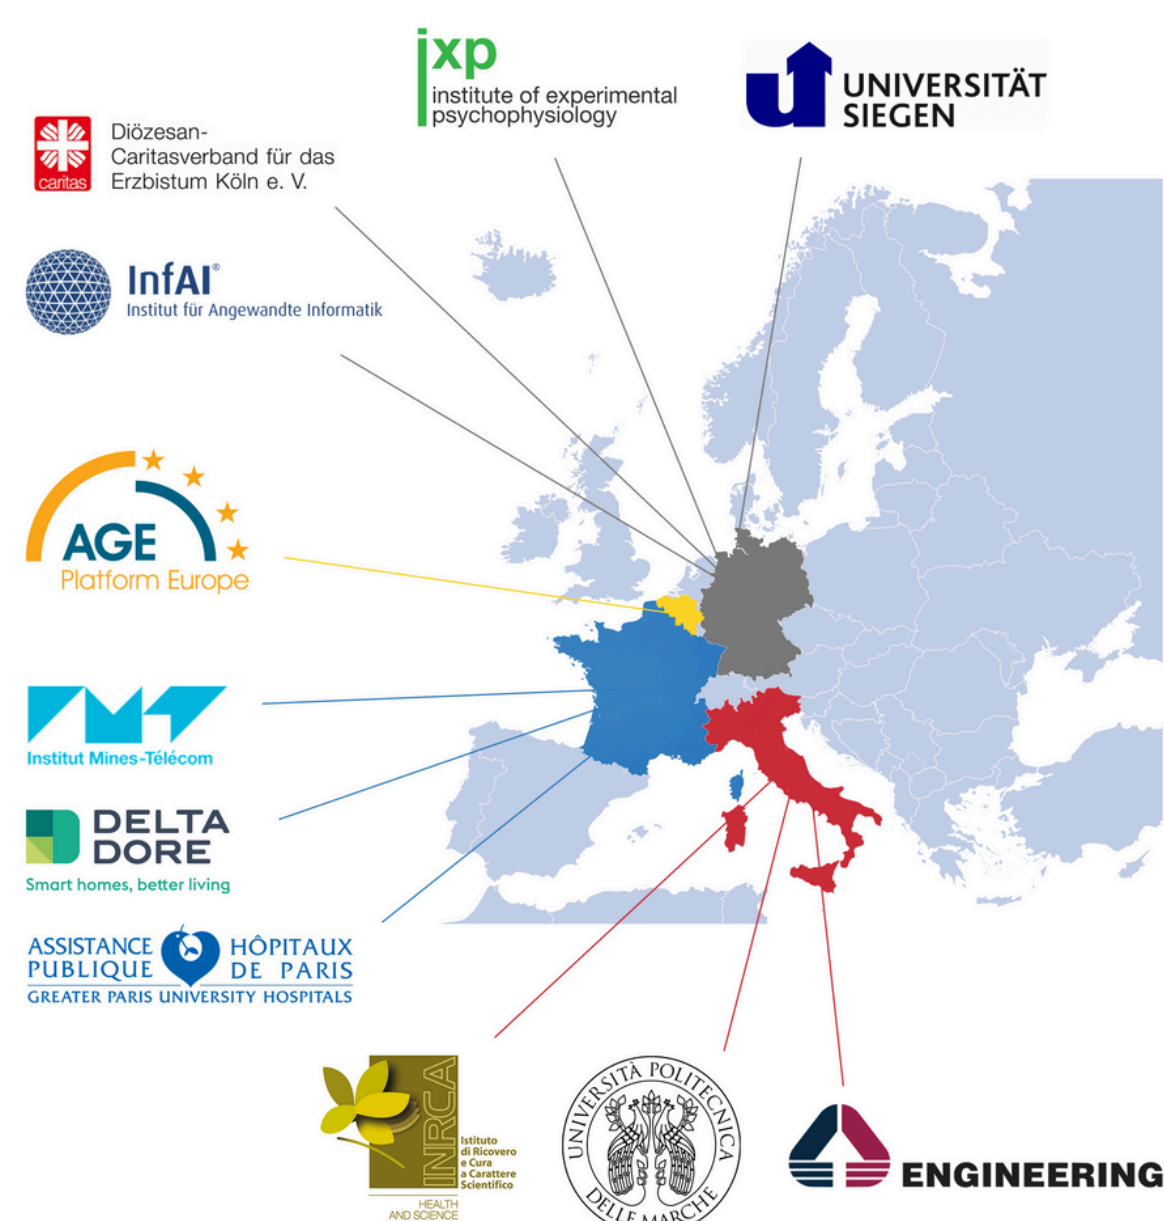 ixp
institute of experimental
psychophysiology
UNIVERSITÄT
SIEGEN
caritas
Diözesan-
Caritasverband für das
Erzbistum Köln e. V.
InfAI®
Institut für Angewandte Informatik
AGE
Platform Europe
IMT
Institut Mines-Télécom
DELTA
DORE
Smart homes, better living
ASSISTANCE HÔPITAUX
PUBLIQUE DE PARIS
GREATER PARIS UNIVERSITY HOSPITALS
INRCA
Istituto
di Ricovero
e Cura
a Carattere
Scientifico
HEALTH
AND SCIENCE
UNIVERSITÀ POLITECNICA
DELLE MARCHE
ENGINEERING